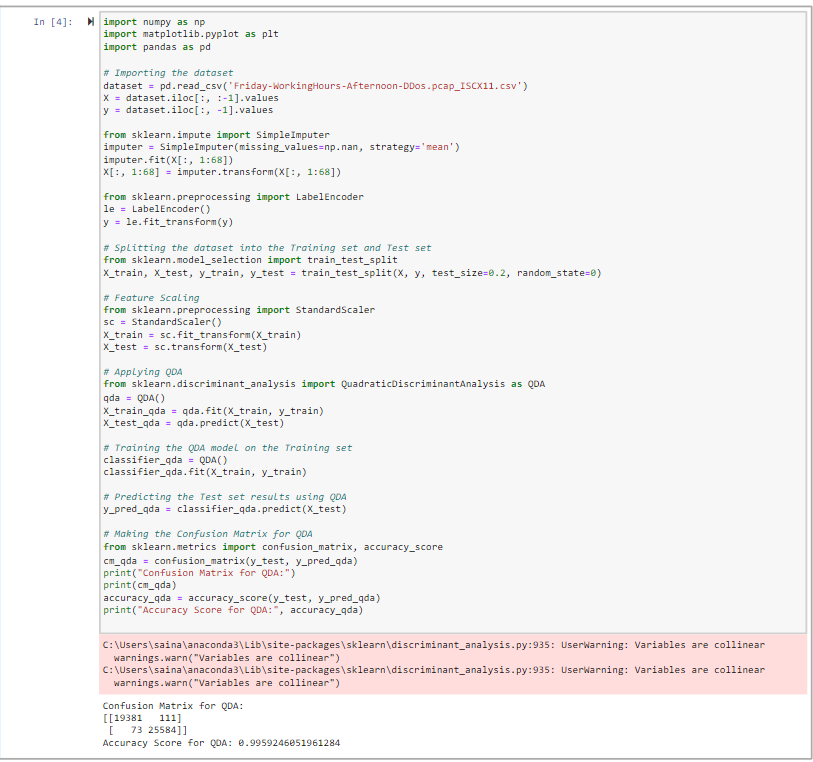 In [4]:
import numpy as np
import matplotlib.pyplot as plt
import pandas as pd
# Importing the dataset
dataset = pd.read_csv('Friday-WorkingHours-Afternoon-DDos.pcap_ISCX11.csv')
X = dataset.iloc[:, :-1].values
y = dataset.iloc[:, -1].values
from sklearn.impute import SimpleImputer
imputer = SimpleImputer(missing_values=np.nan, strategy='mean')
imputer.fit(X[:, 1:68])
X[:, 1:68] = imputer.transform(X[:, 1:68])
from sklearn.preprocessing import LabelEncoder
le = LabelEncoder()
y = le.fit_transform(y)
# Splitting the dataset into the Training set and Test set
from sklearn.model_selection import train_test_split
X_train, X_test, y_train, y_test = train_test_split(X, y, test_size=0.2, random_state=0)
# Feature Scaling
from sklearn.preprocessing import StandardScaler
sc = StandardScaler()
X_train = sc.fit_transform(X_train)
X_test = sc.transform(X_test)
# Applying QDA
from sklearn.discriminant_analysis import QuadraticDiscriminantAnalysis as QDA
qda = QDA()
X_train_qda = qda.fit(X_train, y_train)
X_test_qda = qda.predict(X_test)
# Training the QDA model on the Training set
classifier_qda = QDA()
classifier_qda.fit(X_train, y_train)
# Predicting the Test set results using QDA
y_pred_qda = classifier_qda.predict(X_test)
# Making the Confusion Matrix for QDA
from sklearn.metrics import confusion_matrix, accuracy_score
cm_qda = confusion_matrix(y_test, y_pred_qda)
print("Confusion Matrix for QDA:")
print(cm_qda)
accuracy_qda = accuracy_score(y_test, y_pred_qda)
print("Accuracy Score for QDA:", accuracy_qda)
C:\Users\saina\anaconda3\Lib\site-packages\sklearn\discriminant_analysis.py:935: UserWarning: Variables are collinear
  warnings.warn("Variables are collinear")
C:\Users\saina\anaconda3\Lib\site-packages\sklearn\discriminant_analysis.py:935: UserWarning: Variables are collinear
  warnings.warn("Variables are collinear")
Confusion Matrix for QDA:
[[19381   111]
 [   73 25584]]
Accuracy Score for QDA: 0.9959246051961284